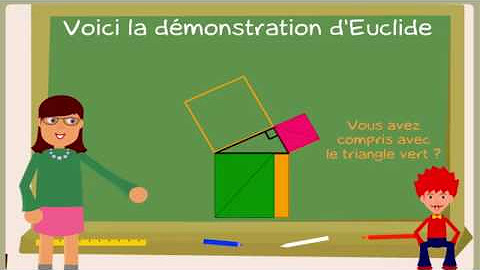 Voici la démonstration d'Euclide
Vous avez
compris avec
le triangle vert ?